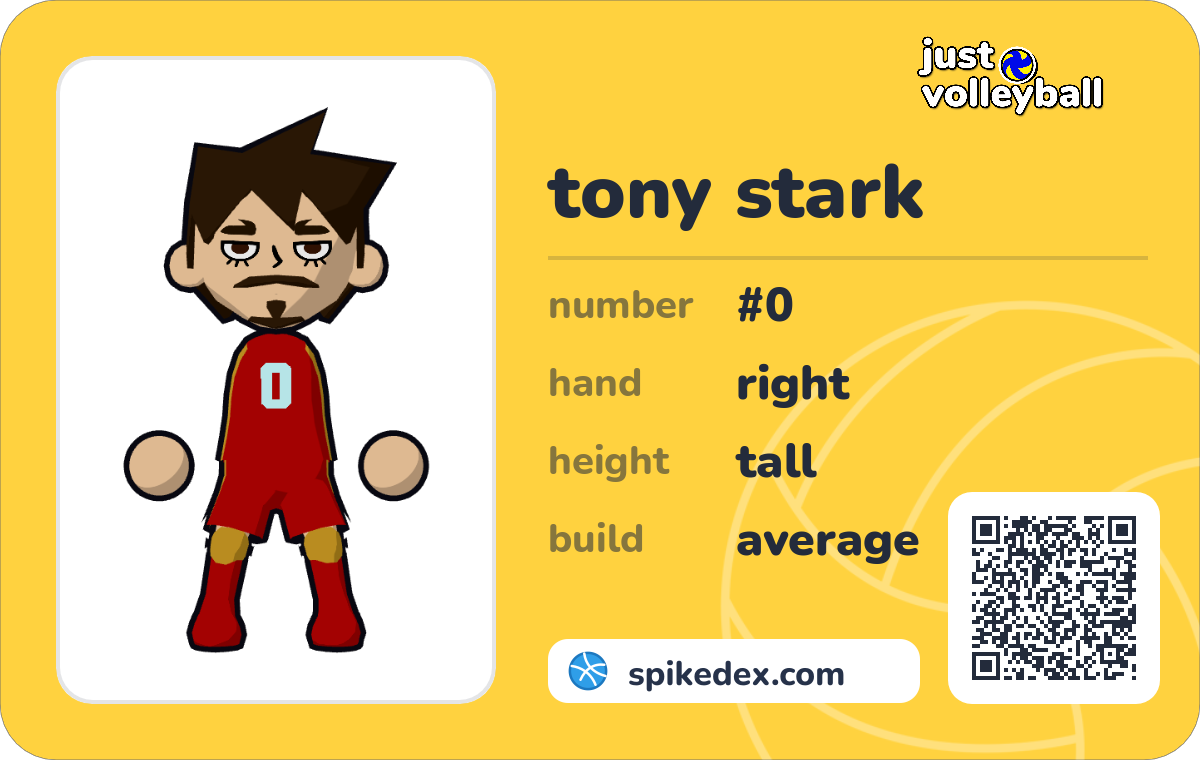 just
volleyball
tony stark
number #0
hand right
height tall
build average
0
spikedex.com